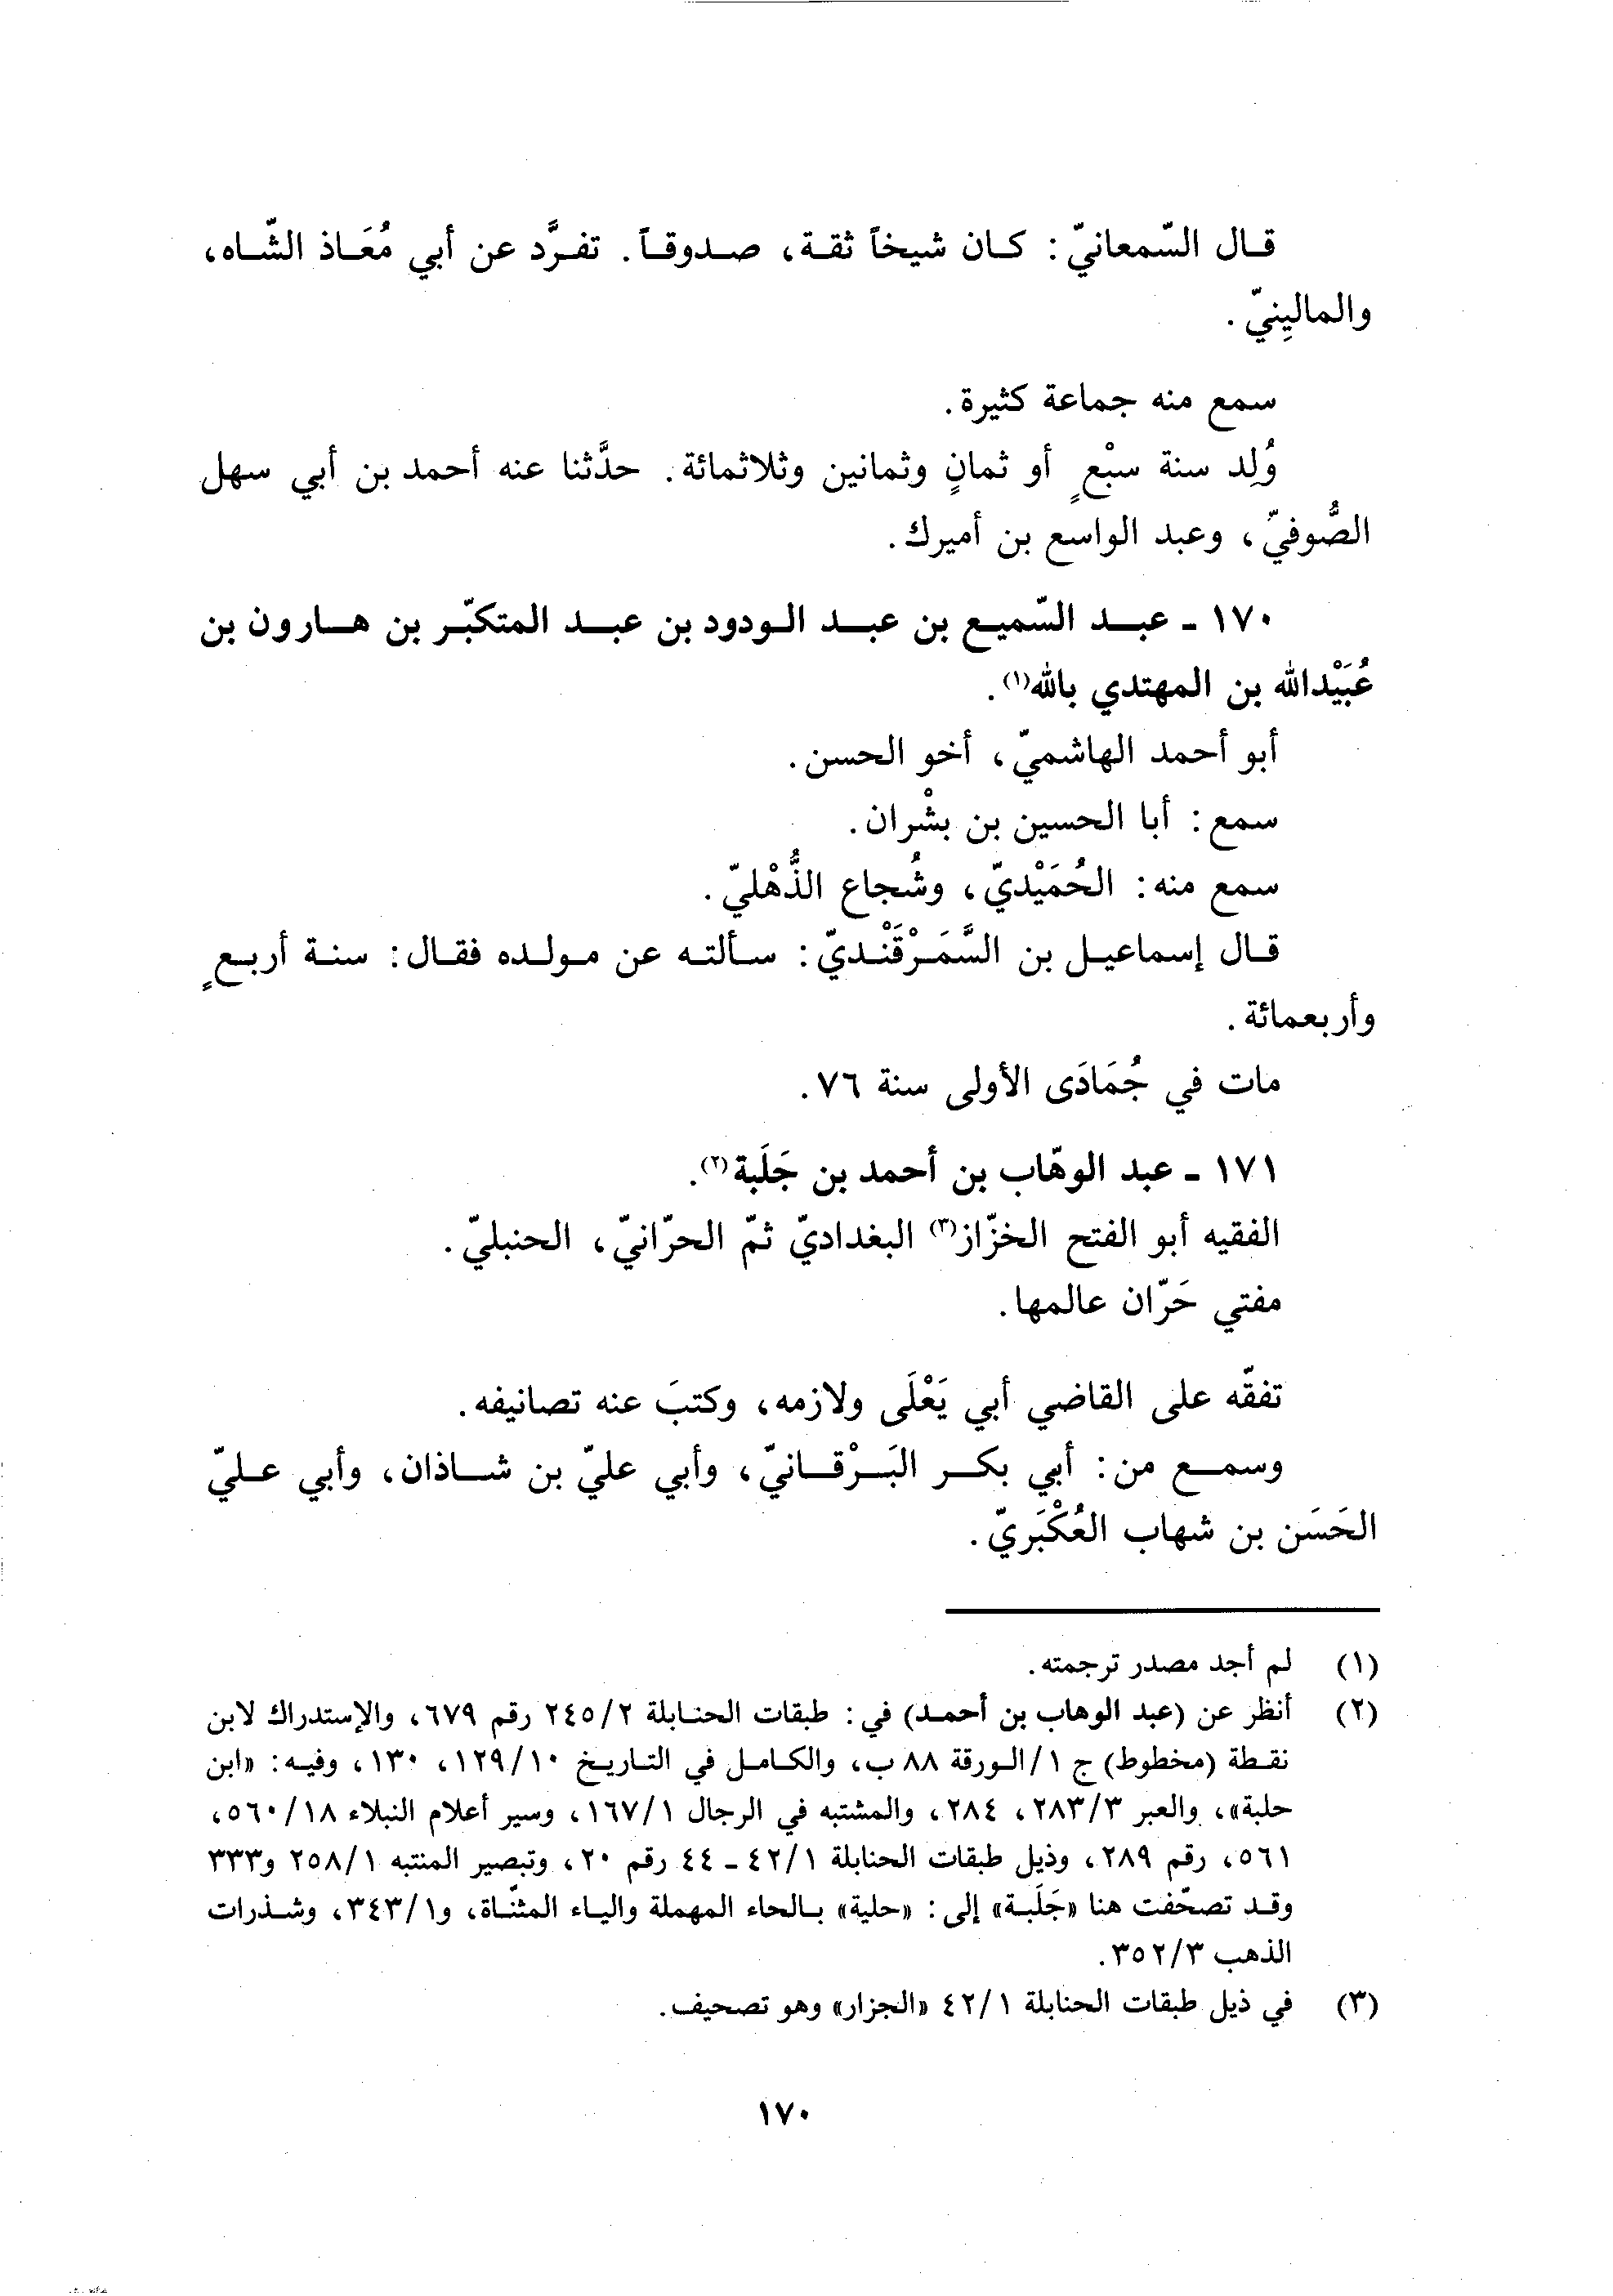 قال السّمعانيّ: كان شيخاً ثقة، صدوقاً. تفرَّد عن أبي مُعَاذ الشّاه،
والمالِينيّ.
سمع منه جماعة كثيرة.
وُلِد سنة سبْعٍ أو ثمانٍ وثمانين وثلاثمائة. حدَّثنا عنه أحمد بن أبي سهل
الصُّوفيّ، وعبد الواسع بن أميرك.
١٧٠ - عبد السّميع بن عبد الودود بن عبد المتكبّر بن هارون بن
عُبَيْدالله بن المهتدي بالله(١).
أبو أحمد الهاشميّ، أخو الحسن.
سمع: أبا الحسين بن بشْران.
سمع منه: الحُمَيْديّ، وشُجاع الذُّهْليّ.
قال إسماعيل بن السَّمَرْقَنْديّ: سألته عن مولده فقال: سنة أربعٍ
وأربعمائة.
مات في جُمَادَى الأولى سنة ٧٦.
١٧١ - عبد الوهّاب بن أحمد بن جَلَبة(٢).
الفقيه أبو الفتح الخزّاز(٣) البغداديّ ثمّ الحرّانيّ، الحنبليّ.
مفتي حَرّان عالمها.
تفقّه على القاضي أبي يَعْلَى ولازمه، وكتبَ عنه تصانيفه.
وسمع من: أبي بكر البَرْقانيّ، وأبي عليّ بن شاذان، وأبي عليّ
الحَسَن بن شهاب العُكْبَريّ.
(١) لم أجد مصدر ترجمته.
(٢) أنظر عن (عبد الوهاب بن أحمد) في: طبقات الحنابلة ٢٤٥/٢ رقم ٦٧٩، والإستدراك لابن
نقطة (مخطوط) ج ١/الورقة ٨٨ ب، والكامل في التاريخ ١٢٩/١٠، ١٣٠، وفيه: «ابن
حلبة»، والعبر ٢٨٣/٣، ٢٨٤، والمشتبه في الرجال ١٦٧/١، وسير أعلام النبلاء ٥٦٠/١٨،
٥٦١، رقم ٢٨٩، وذيل طبقات الحنابلة ٤٢/١ - ٤٤ رقم ٢٠، وتبصير المنتبه ٢٥٨/١ و٣٣٣
وقد تصحّفت هنا «جَلَبة» إلى: «حلية» بالحاء المهملة والياء المثنّاة، و٣٤٣/١، وشذرات
الذهب ٣٥٢/٣.
(٣) في ذيل طبقات الحنابلة ٤٢/١ «الجزار» وهو تصحيف.
١٧٠